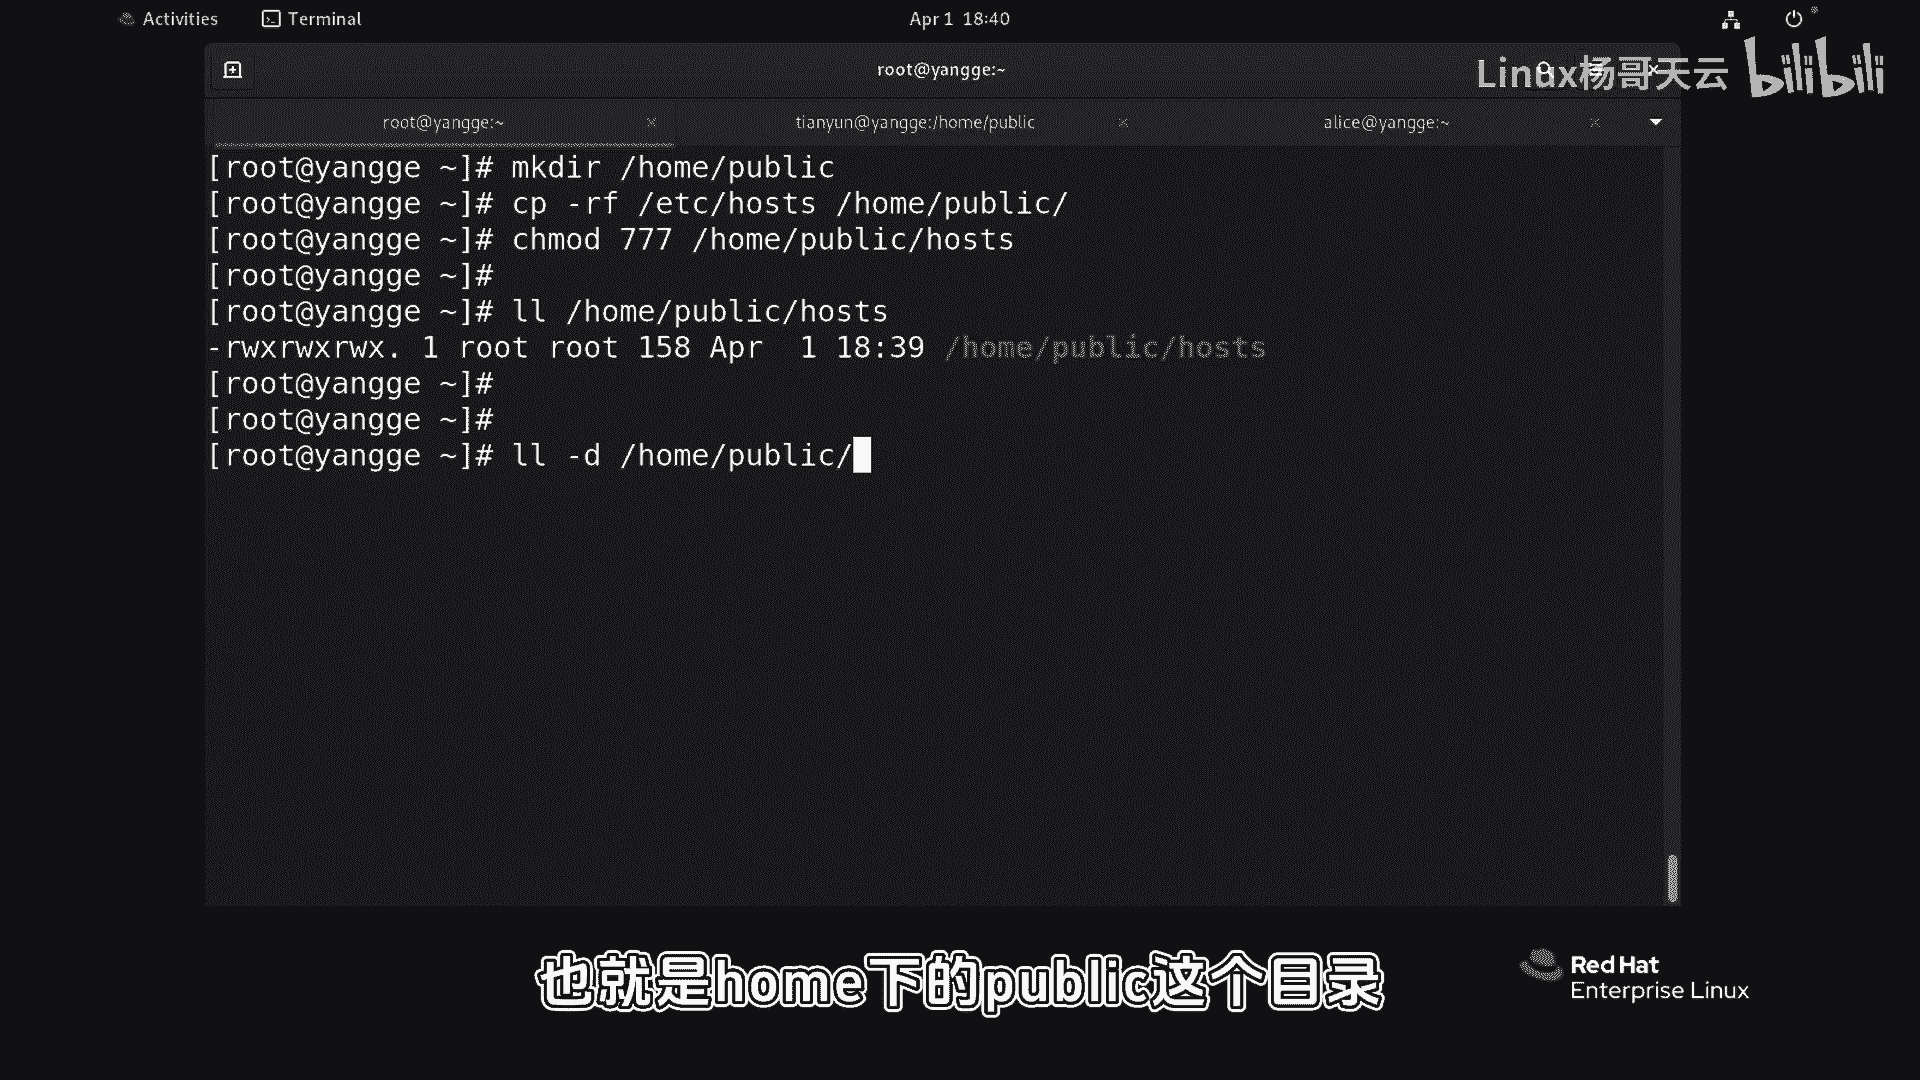 Activities Terminal Apr 1 18:40
root@yangge:~
Linux杨哥天云 bilibili
root@yangge:~ tianyun@yangge:/home/public alice@yangge:~
[root@yangge ~]# mkdir /home/public
[root@yangge ~]# cp -rf /etc/hosts /home/public/
[root@yangge ~]# chmod 777 /home/public/hosts
[root@yangge ~]#
[root@yangge ~]# ll /home/public/hosts
-rwxrwxrwx. 1 root root 158 Apr  1 18:39 /home/public/hosts
[root@yangge ~]#
[root@yangge ~]#
[root@yangge ~]# ll -d /home/public/
也就是home下的public这个目录
Red Hat
Enterprise Linux